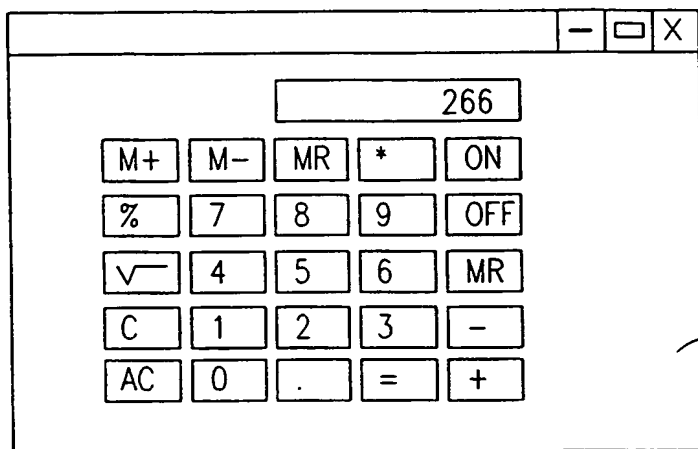 X
266
M+ M- MR * ON
% 7 8 9 OFF
√ 4 5 6 MR
C 1 2 3 -
AC 0 . = +